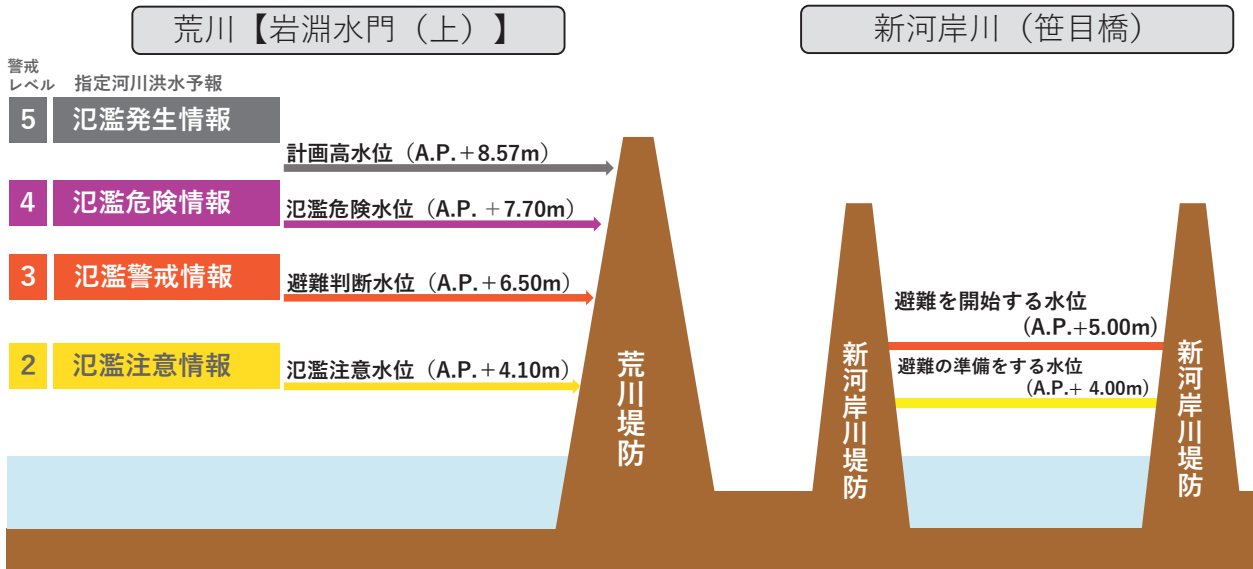 荒川【岩淵水門（上）】
新河岸川（笹目橋）
警戒
レベル
指定河川洪水予報
5
氾濫発生情報
計画高水位（A.P.＋8.57m）
4
氾濫危険情報
氾濫危険水位（A.P. ＋7.70m）
3
氾濫警戒情報
避難判断水位（A.P.＋6.50m）
2
氾濫注意情報
氾濫注意水位（A.P.＋4.10m）
荒川堤防
新河岸川堤防
避難を開始する水位
（A.P.+5.00m）
避難の準備をする水位
（A.P.+ 4.00m）
新河岸川堤防